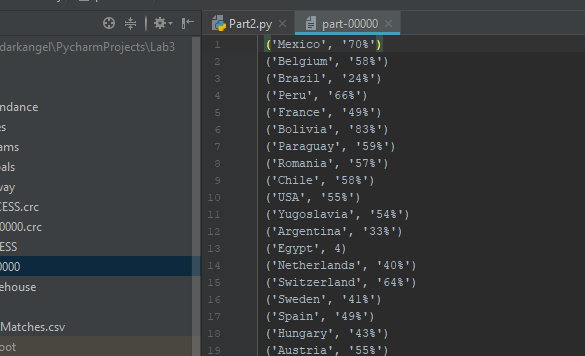 Part2.py
part-00000
darkangel\PycharmProjects\Lab3
ndance
es
ams
oals
way
CESS.crc
0000.crc
ESS
0000
ehouse
Matches.csv
oot
1 ('Mexico', '70%')
2 ('Belgium', '58%')
3 ('Brazil', '24%')
4 ('Peru', '66%')
5 ('France', '49%')
6 ('Bolivia', '83%')
7 ('Paraguay', '59%')
8 ('Romania', '57%')
9 ('Chile', '58%')
10 ('USA', '55%')
11 ('Yugoslavia', '54%')
12 ('Argentina', '33%')
13 ('Egypt', 4)
14 ('Netherlands', '40%')
15 ('Switzerland', '64%')
16 ('Sweden', '41%')
17 ('Spain', '49%')
18 ('Hungary', '43%')
19 ('Austria', '55%')